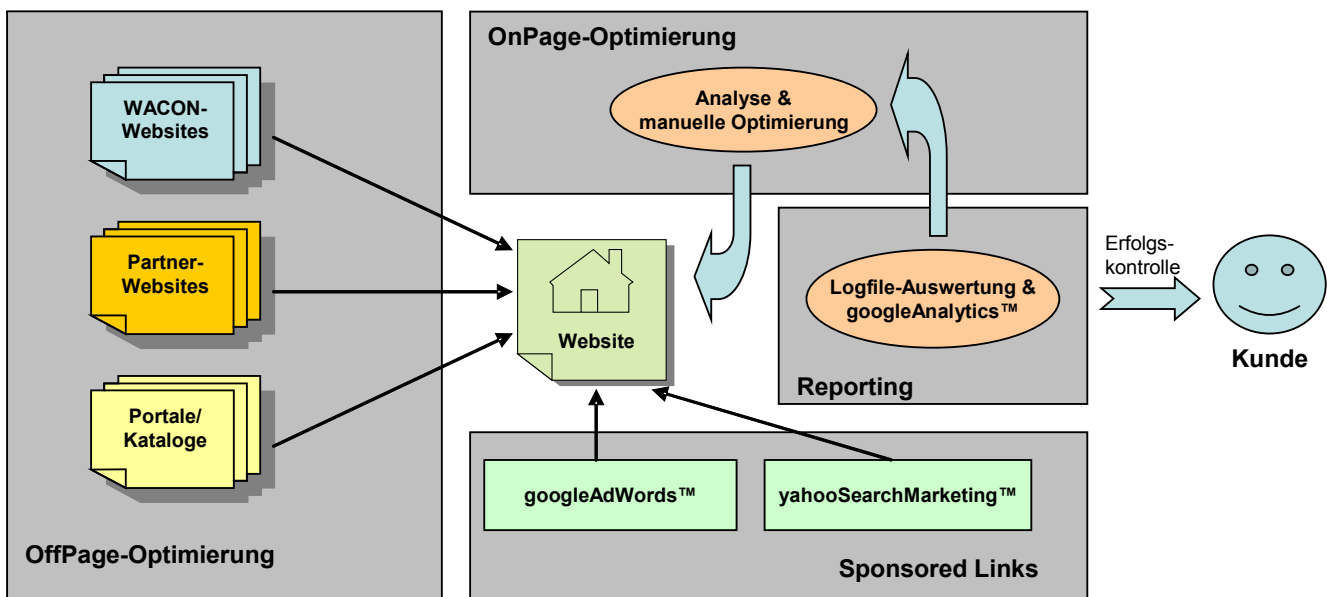 OnPage-Optimierung
WACON-
Websites
Analyse &
manuelle Optimierung
Partner-
Websites
Website
Logfile-Auswertung &
googleAnalytics™
Reporting
Erfolgs-
kontrolle
Kunde
Portale/
Kataloge
googleAdWords™
yahooSearchMarketing™
OffPage-Optimierung
Sponsored Links